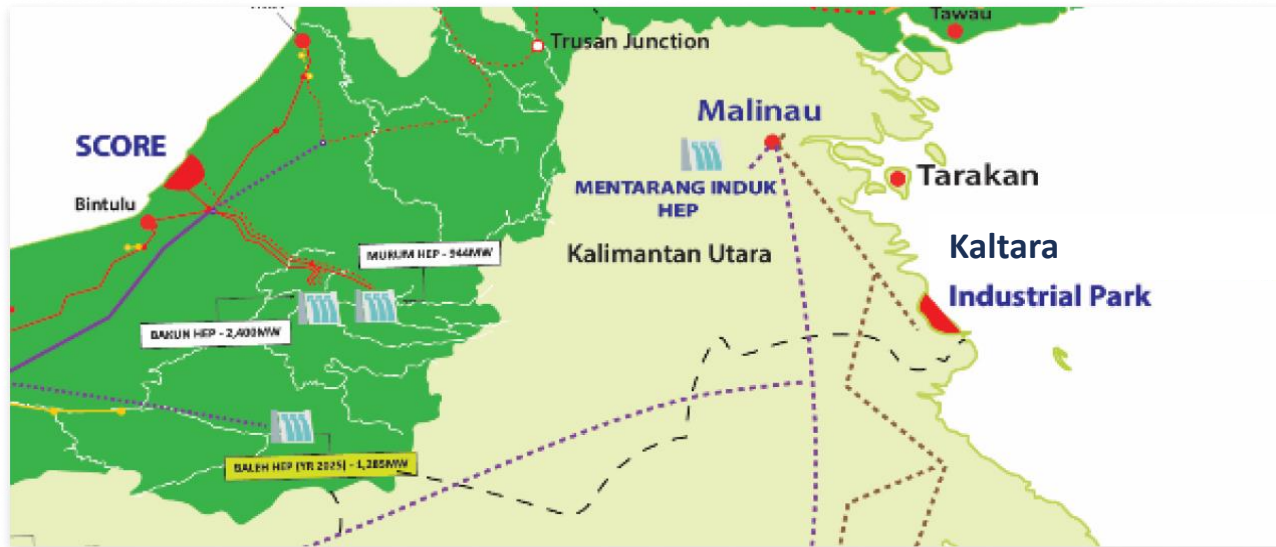 Tawau
Trusan Junction
Malinau
SCORE
MENTARANG INDUK
HEP
Tarakan
Bintulu
MURUM HEP - 944MW
Kalimantan Utara
Kaltara
Industrial Park
BAKUN HEP - 2,400MW
BALEH HEP (YR 2025) - 1,285MW